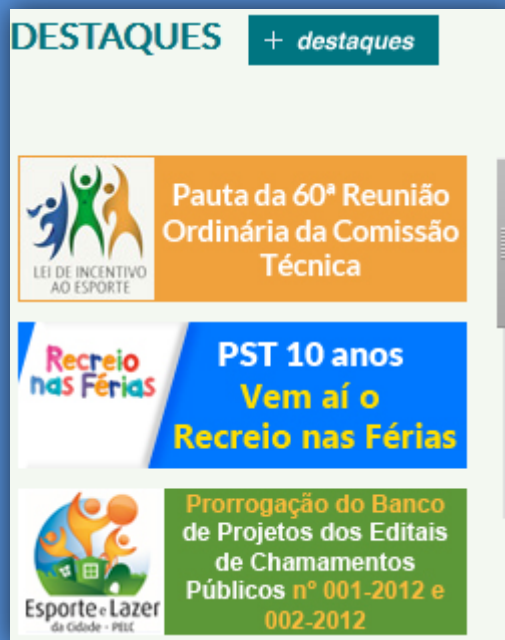 DESTAQUES
+ destaques
LEI DE INCENTIVO
AO ESPORTE
Pauta da 60ª Reunião
Ordinária da Comissão
Técnica
Recreio
nas Férias
PST 10 anos
Vem aí o
Recreio nas Férias
Esporte e Lazer
da Cidade - PELC
Prorrogação do Banco
de Projetos dos Editais
de Chamamentos
Públicos nº 001-2012 e
002-2012